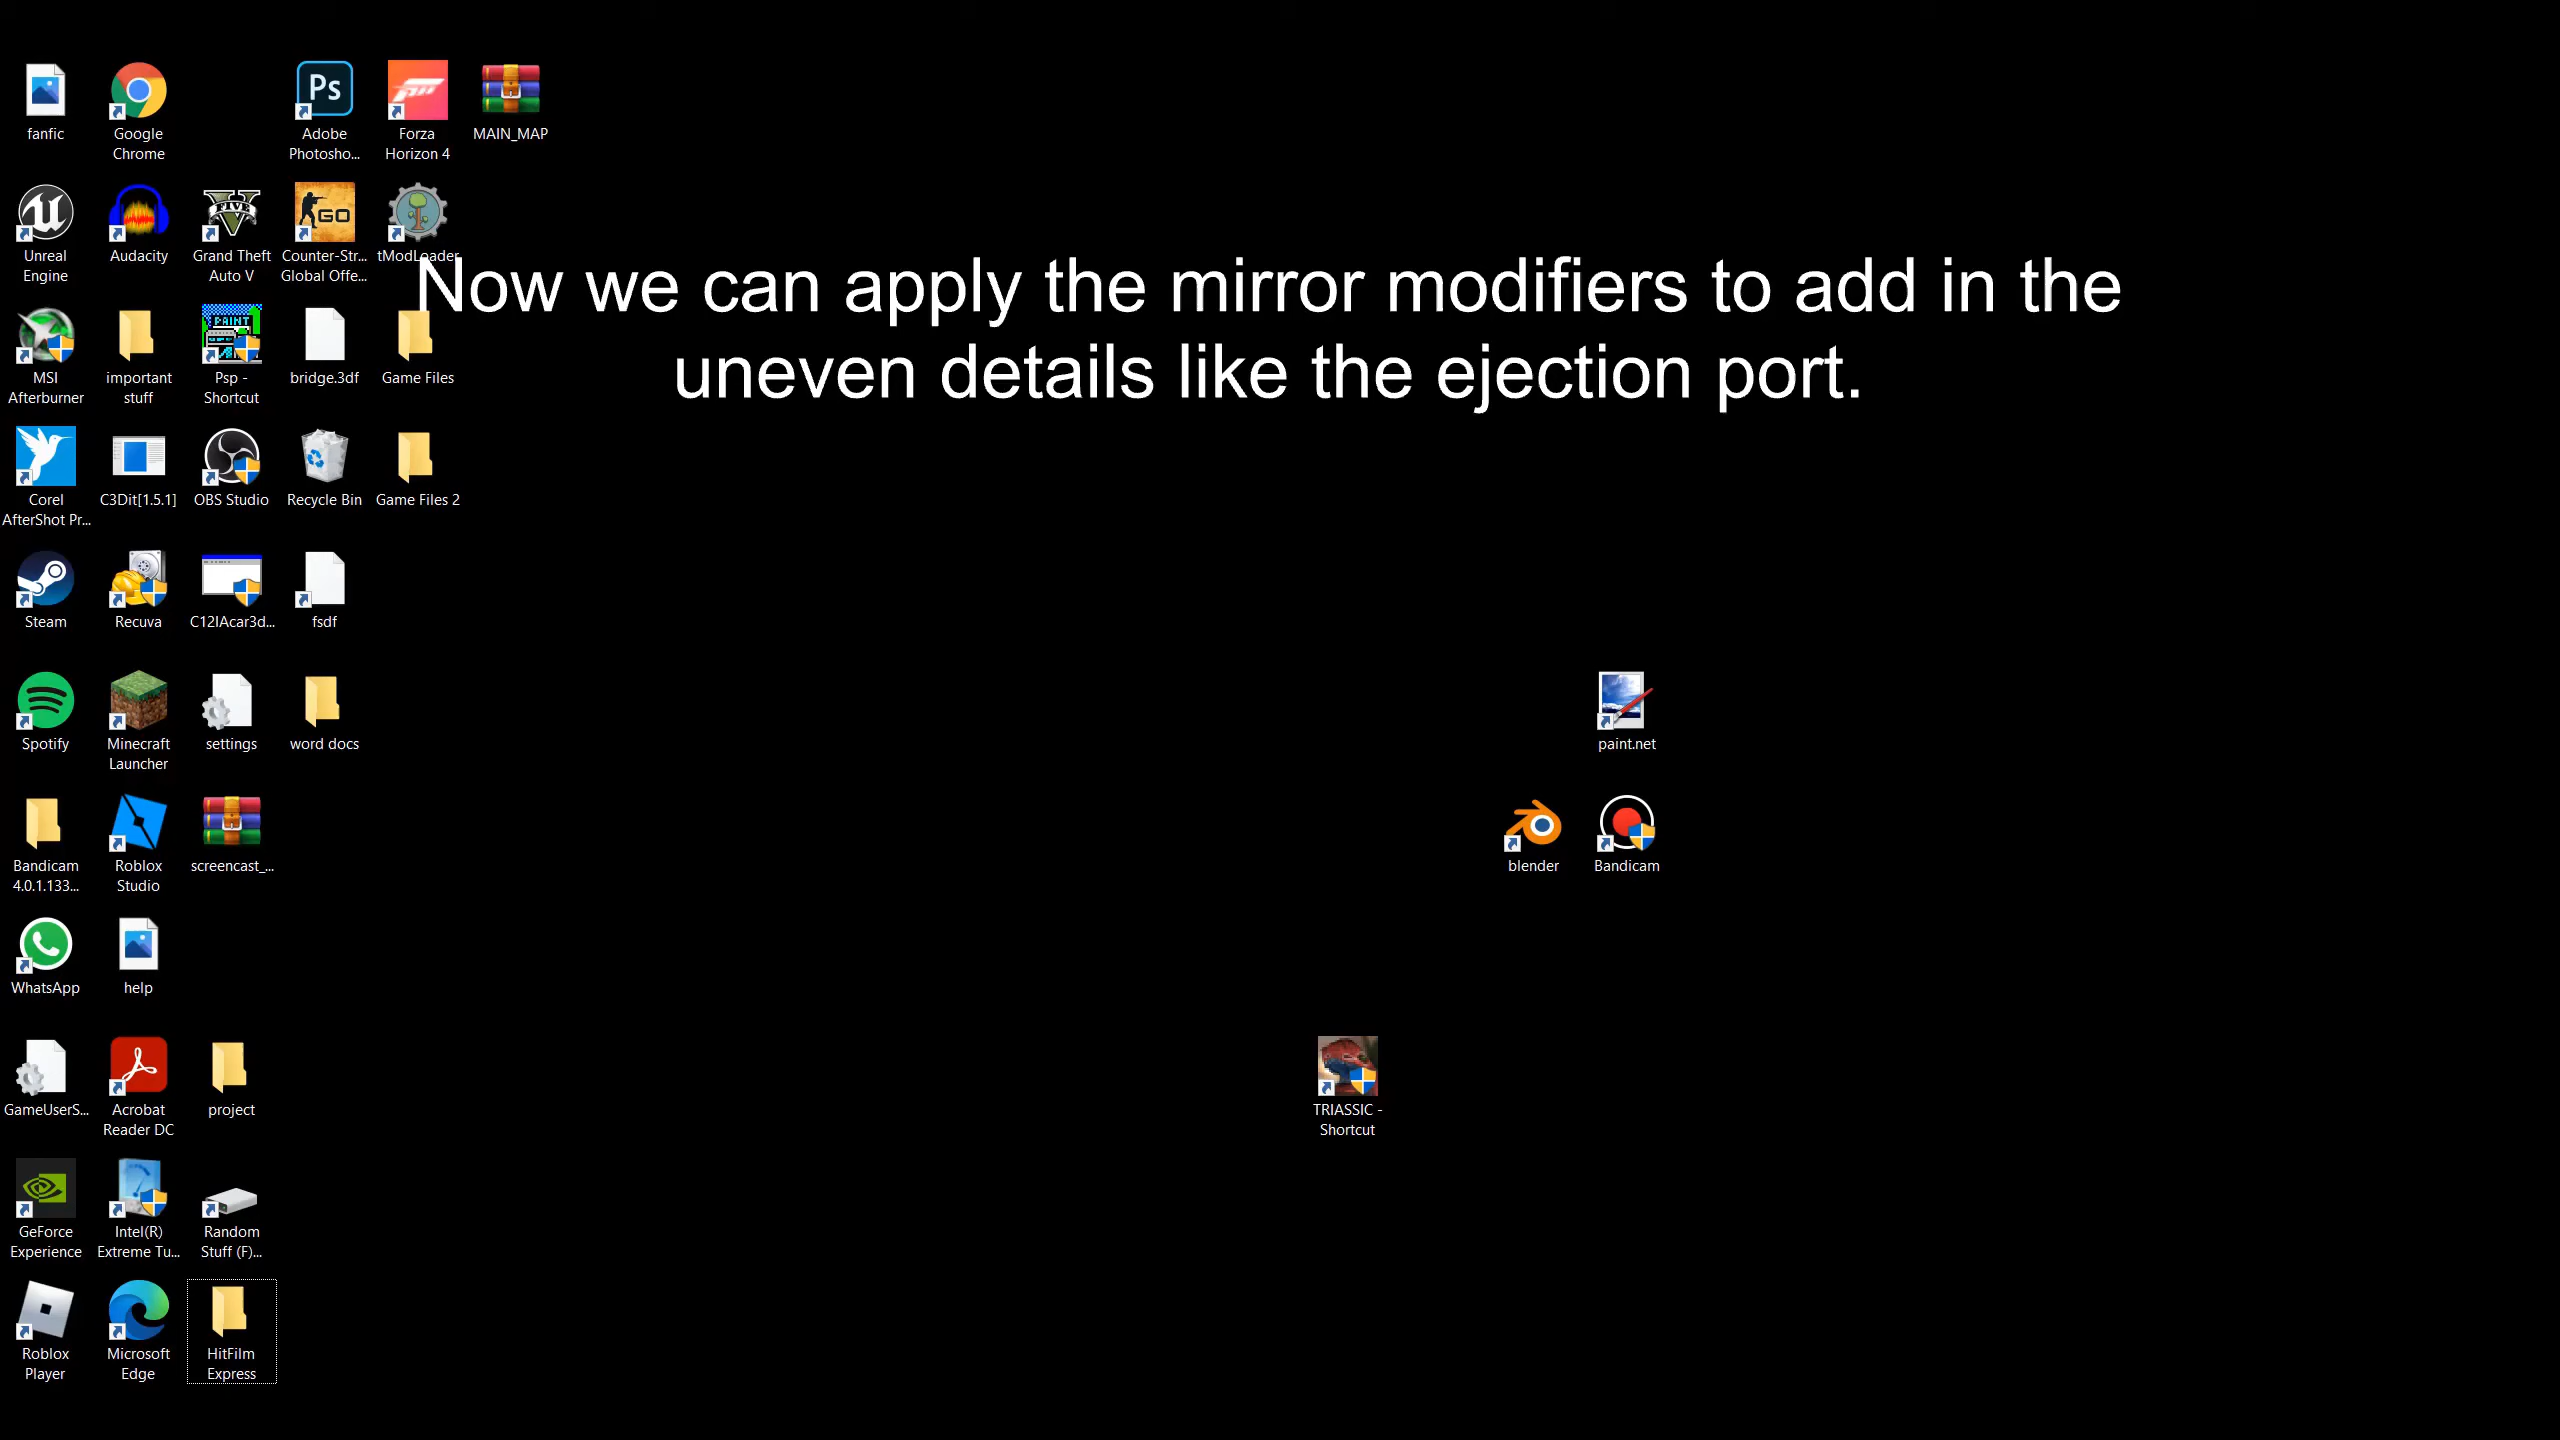 fanfic
Google
Chrome
Adobe
Photosho...
Ps
Forza
Horizon 4
MAIN_MAP
Unreal
Engine
Audacity
FIVE
Grand Theft
Auto V
GO
Counter-Str...
Global Offe...
tModLoader
Now we can apply the mirror modifiers to add in the
uneven details like the ejection port.
MSI
Afterburner
important
stuff
PAINT
Psp -
Shortcut
bridge.3df
Game Files
Corel
AfterShot Pr...
C3Dit[1.5.1]
OBS Studio
Recycle Bin
Game Files 2
Steam
Recuva
C12IAcar3d...
fsdf
Spotify
Minecraft
Launcher
settings
word docs
paint.net
Bandicam
4.0.1.133...
Roblox
Studio
screencast_...
blender
Bandicam
WhatsApp
help
GameUserS...
Acrobat
Reader DC
project
TRIASSIC -
Shortcut
GeForce
Experience
Intel(R)
Extreme Tu...
Random
Stuff (F)...
Roblox
Player
Microsoft
Edge
HitFilm
Express